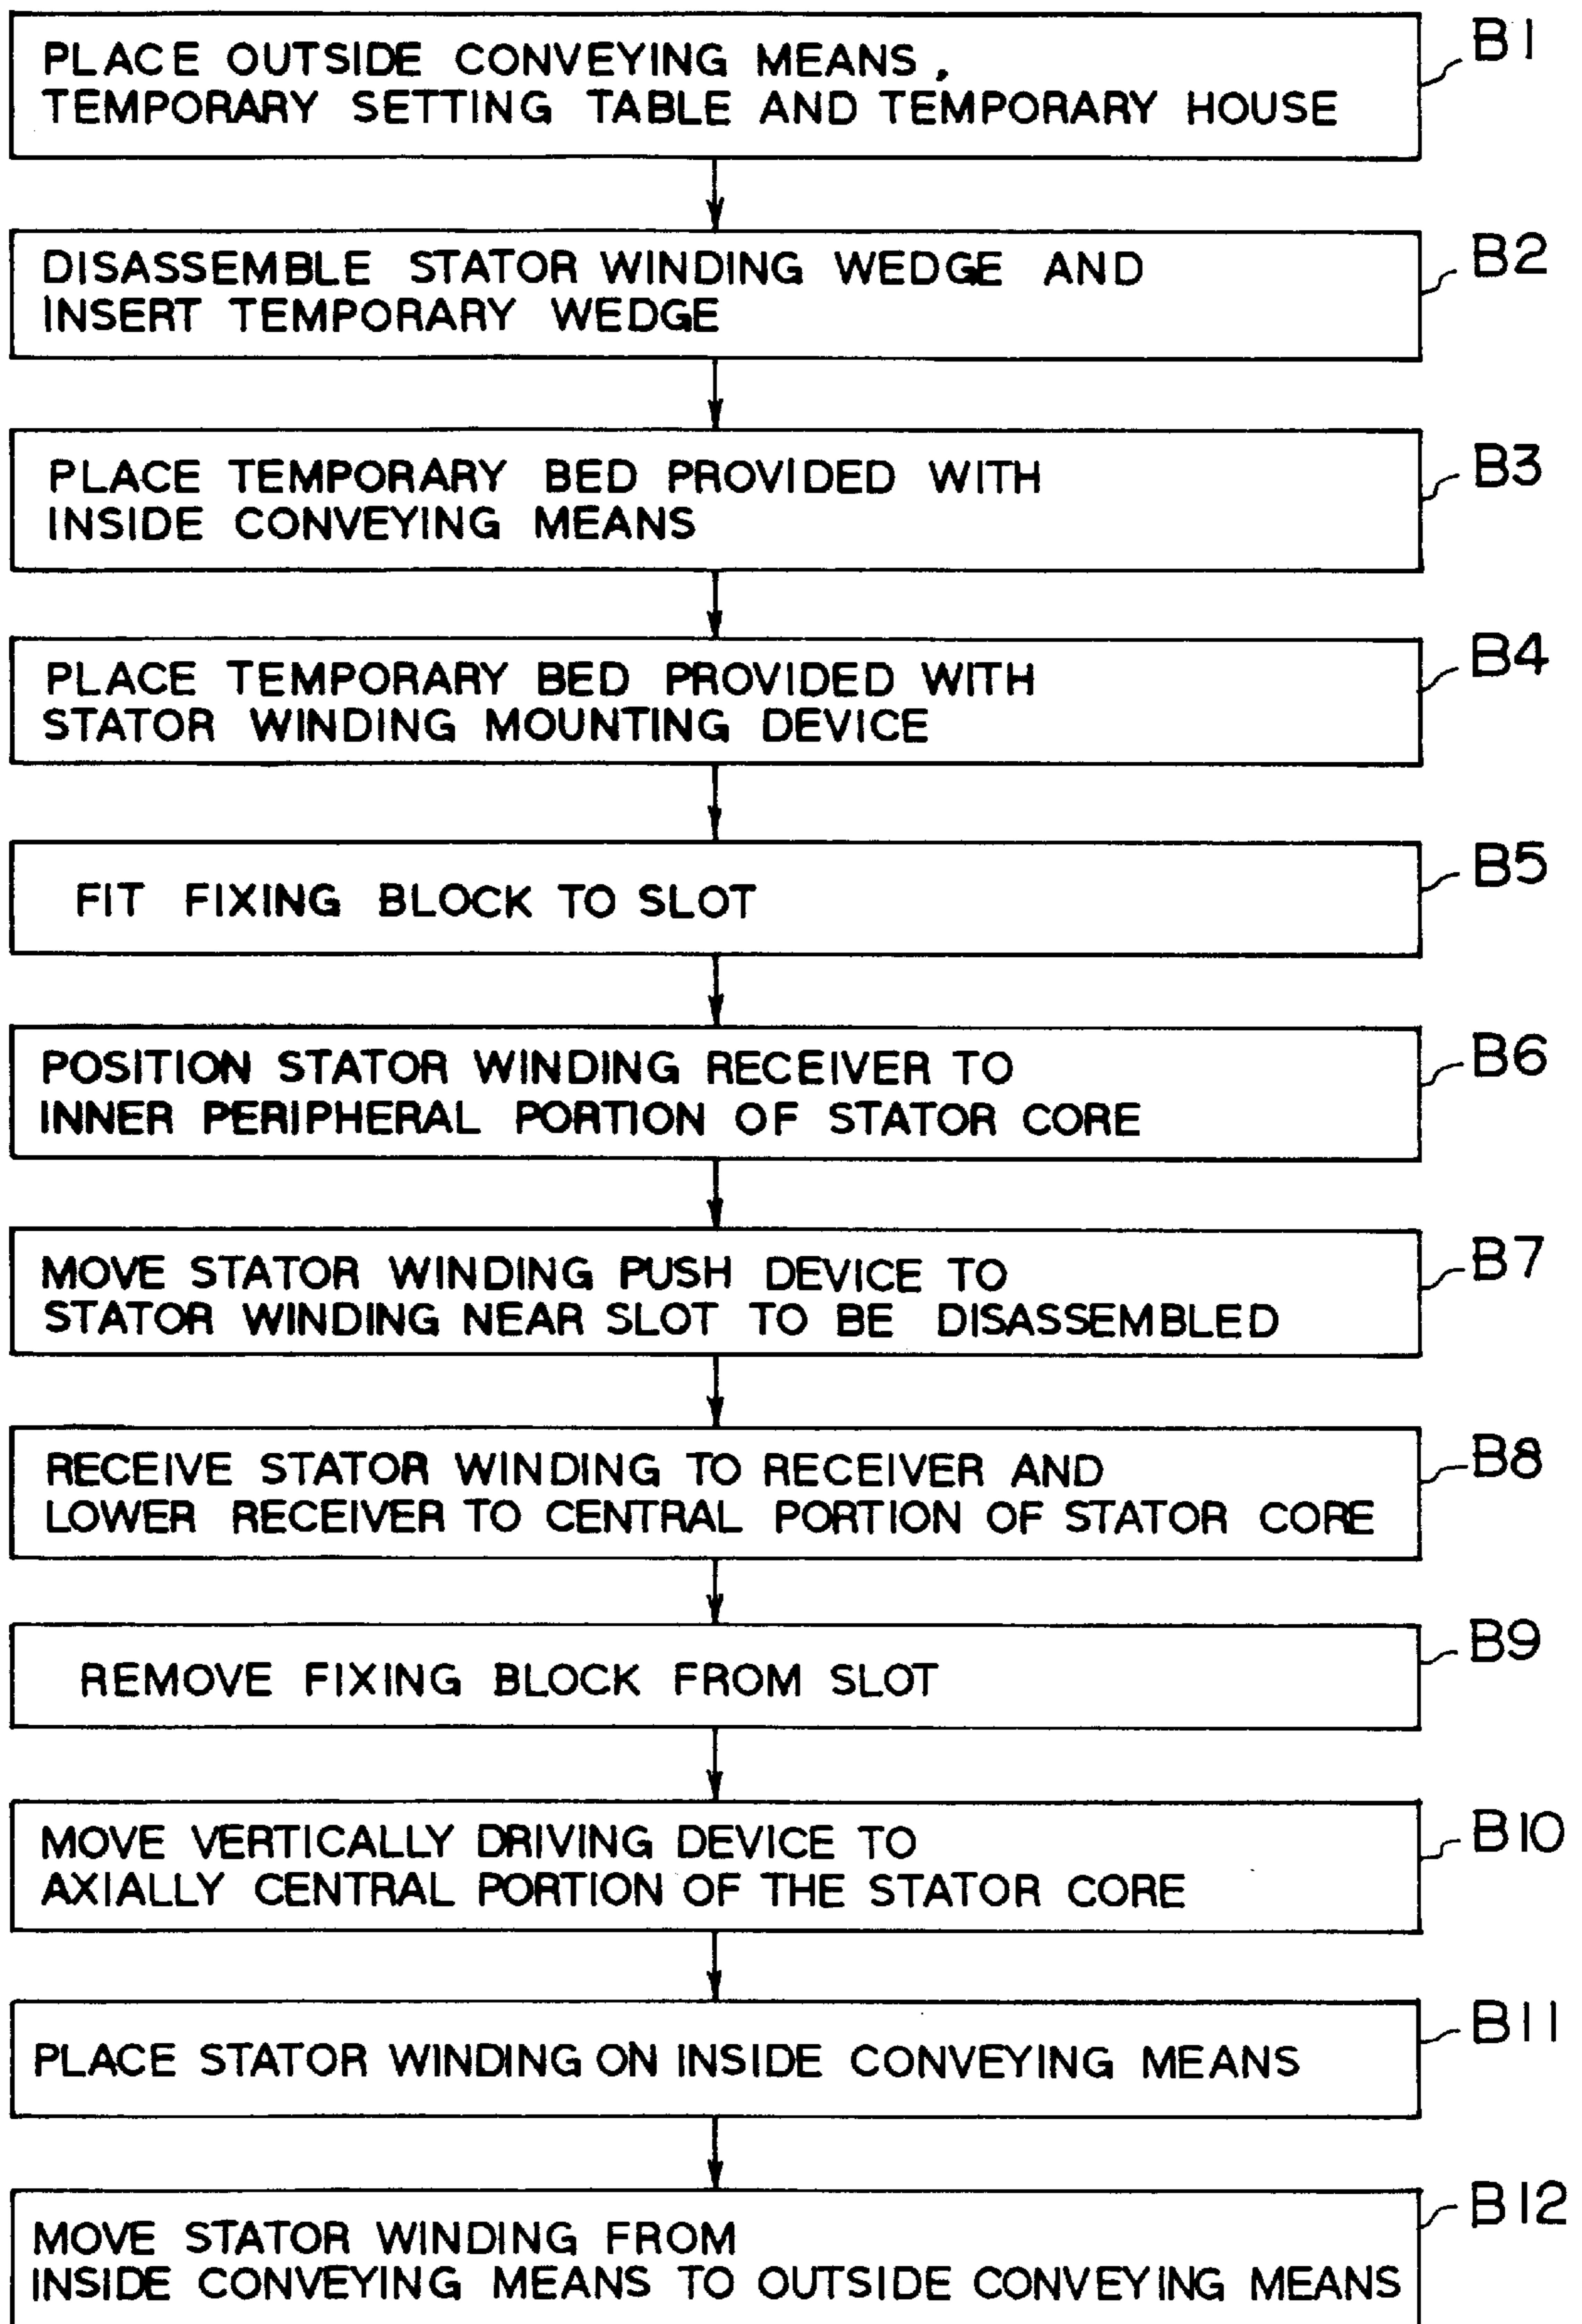 PLACE OUTSIDE CONVEYING MEANS,
TEMPORARY SETTING TABLE AND TEMPORARY HOUSE
B1
DISASSEMBLE STATOR WINDING WEDGE AND
INSERT TEMPORARY WEDGE
B2
PLACE TEMPORARY BED PROVIDED WITH
INSIDE CONVEYING MEANS
B3
PLACE TEMPORARY BED PROVIDED WITH
STATOR WINDING MOUNTING DEVICE
B4
FIT FIXING BLOCK TO SLOT
B5
POSITION STATOR WINDING RECEIVER TO
INNER PERIPHERAL PORTION OF STATOR CORE
B6
MOVE STATOR WINDING PUSH DEVICE TO
STATOR WINDING NEAR SLOT TO BE DISASSEMBLED
B7
RECEIVE STATOR WINDING TO RECEIVER AND
LOWER RECEIVER TO CENTRAL PORTION OF STATOR CORE
B8
REMOVE FIXING BLOCK FROM SLOT
B9
MOVE VERTICALLY DRIVING DEVICE TO
AXIALLY CENTRAL PORTION OF THE STATOR CORE
B10
PLACE STATOR WINDING ON INSIDE CONVEYING MEANS
B11
MOVE STATOR WINDING FROM
INSIDE CONVEYING MEANS TO OUTSIDE CONVEYING MEANS
B12